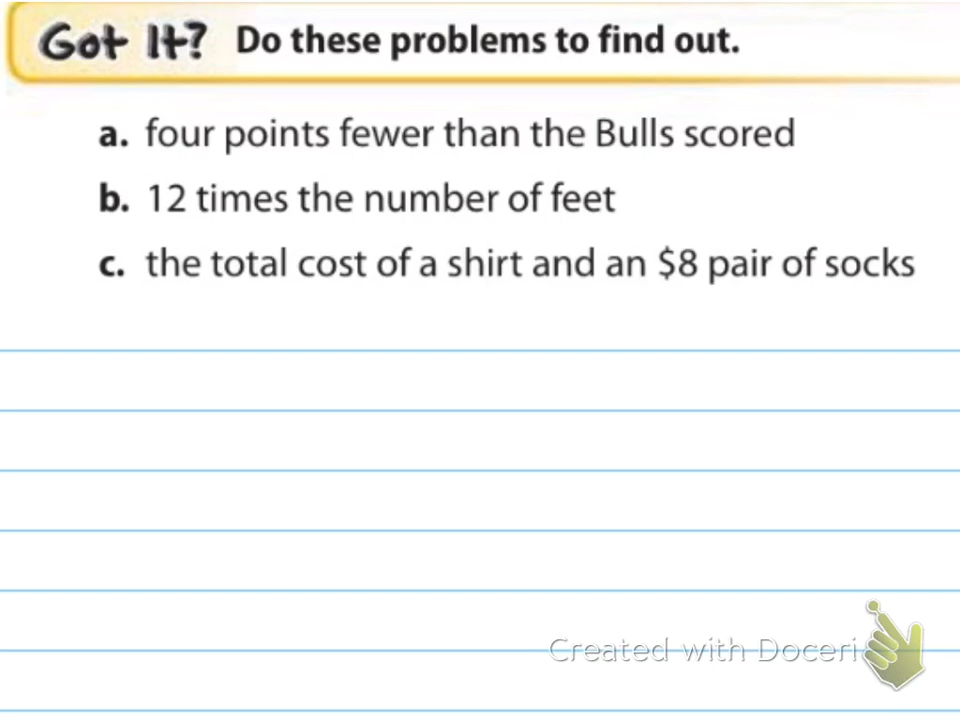 Got It? Do these problems to find out.
a. four points fewer than the Bulls scored
b. 12 times the number of feet
c. the total cost of a shirt and an $8 pair of socks
Created with Doceri